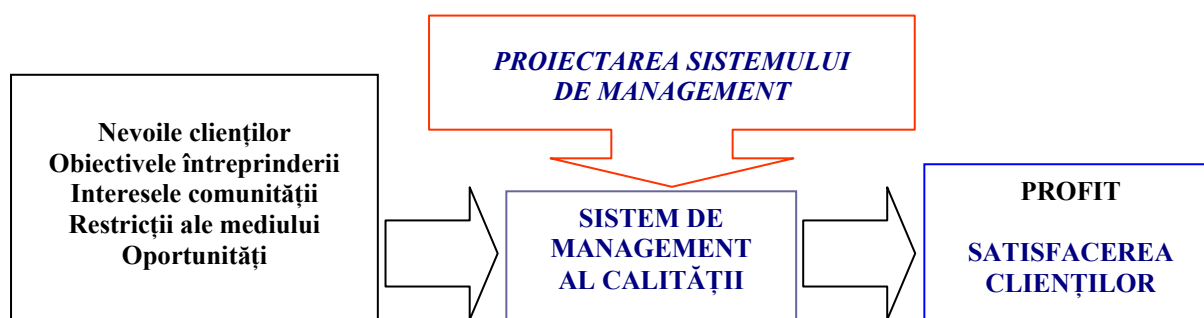 PROIECTAREA SISTEMULUI
DE MANAGEMENT
Nevoile clienților
Obiectivele întreprinderii
Interesele comunității
Restricții ale mediului
Oportunități
SISTEM DE
MANAGEMENT
AL CALITĂȚII
PROFIT
SATISFACEREA
CLIENȚILOR